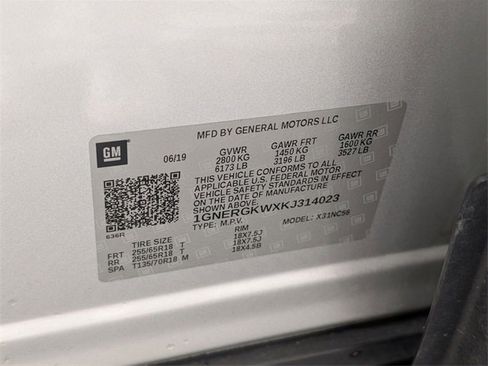 MFD BY GENERAL MOTORS LLC
GM
06/19 GVWR GAWR FRT GAWR RR
2800 KG 1450 KG 1600 KG
6173 LB 3196 LB 3527 LB
THIS VEHICLE CONFORMS TO ALL
APPLICABLE U.S. FEDERAL MOTOR
VEHICLE SAFETY STANDARDS IN EFFECT
ON THE DATE OF MANUFACTURE
SHOWN ABOVE.
1GNERGKWXKJ314023
636R TYPE: M.P.V. MODEL: X31NC56
TIRE SIZE RIM
FRT 255/65R18 T 18X7.5J
RR 255/65R18 T 18X7.5J
SPA T135/70R18 M 18X4.5B